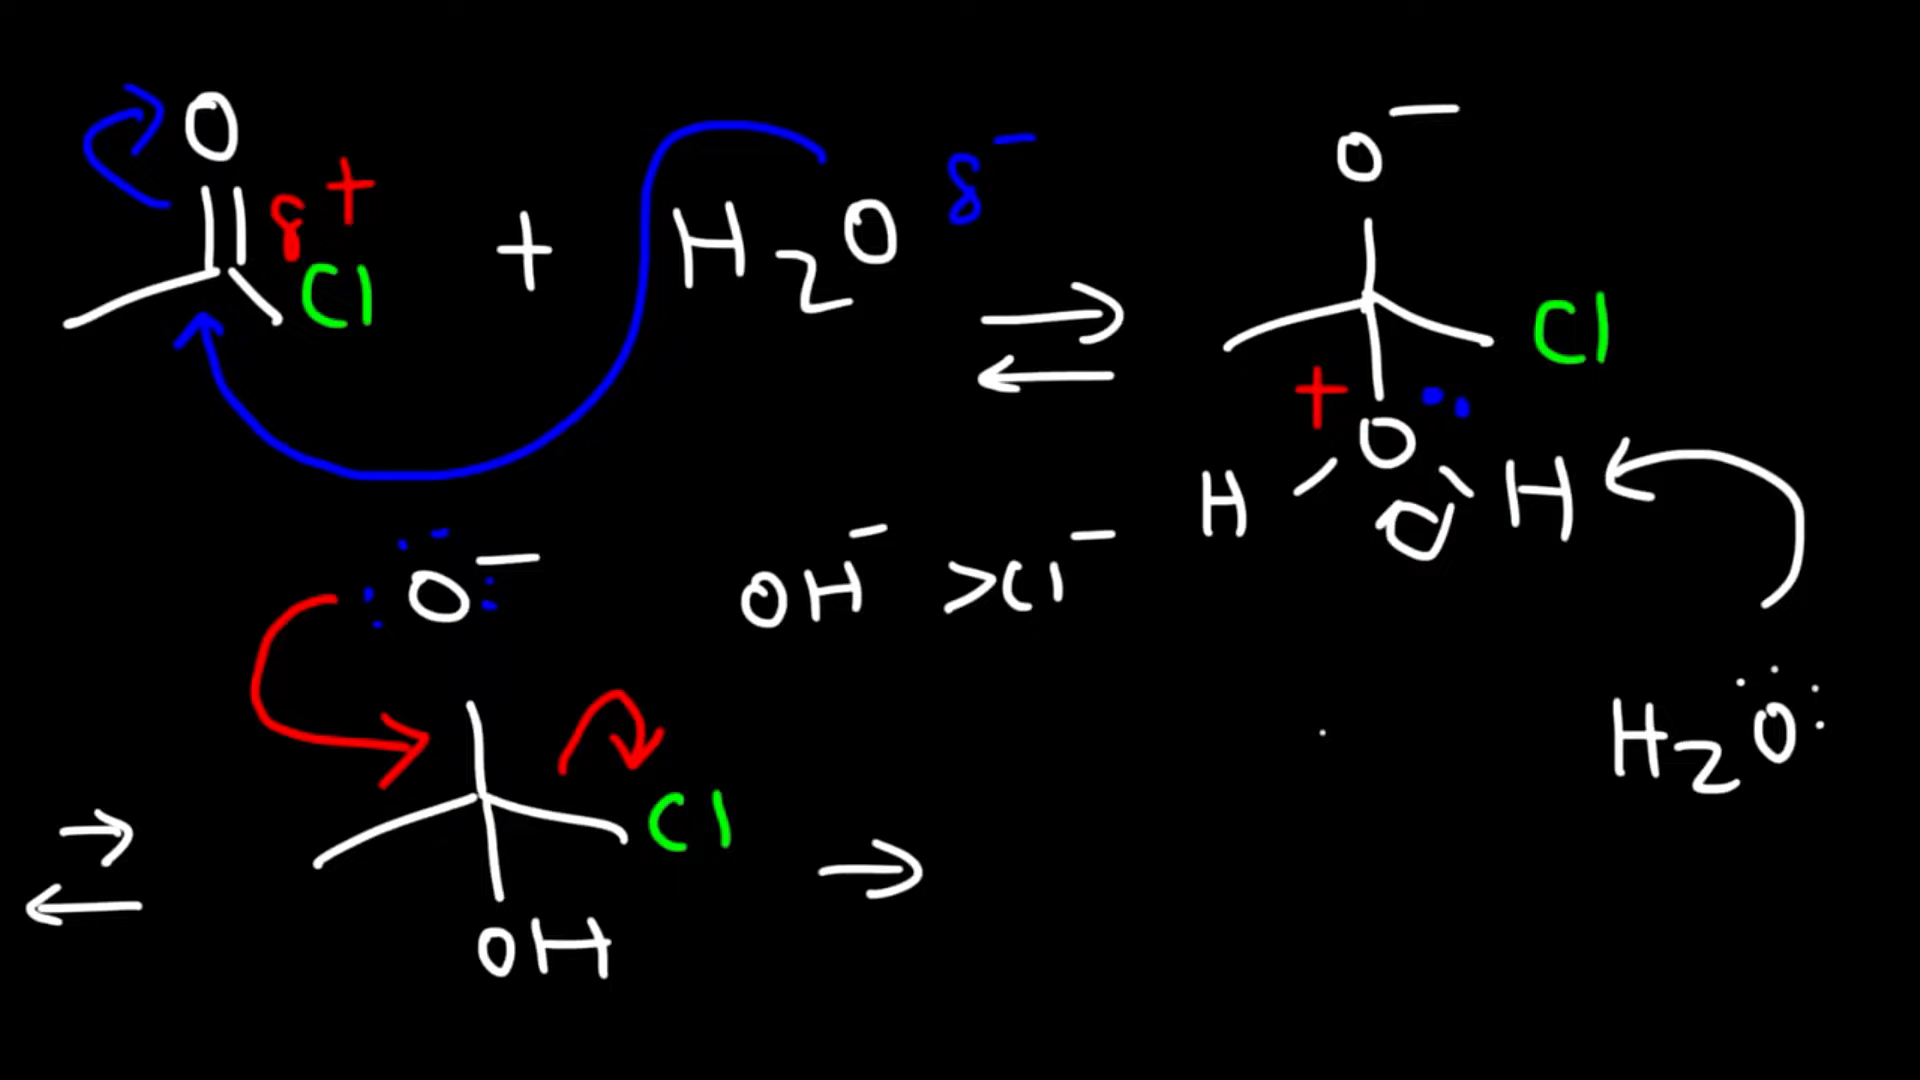 O
δ+
Cl
+
H2O
δ−
⇌
O−
Cl
+
O
H
H
H2O
O−
OH− > Cl−
⇌
Cl
OH
→